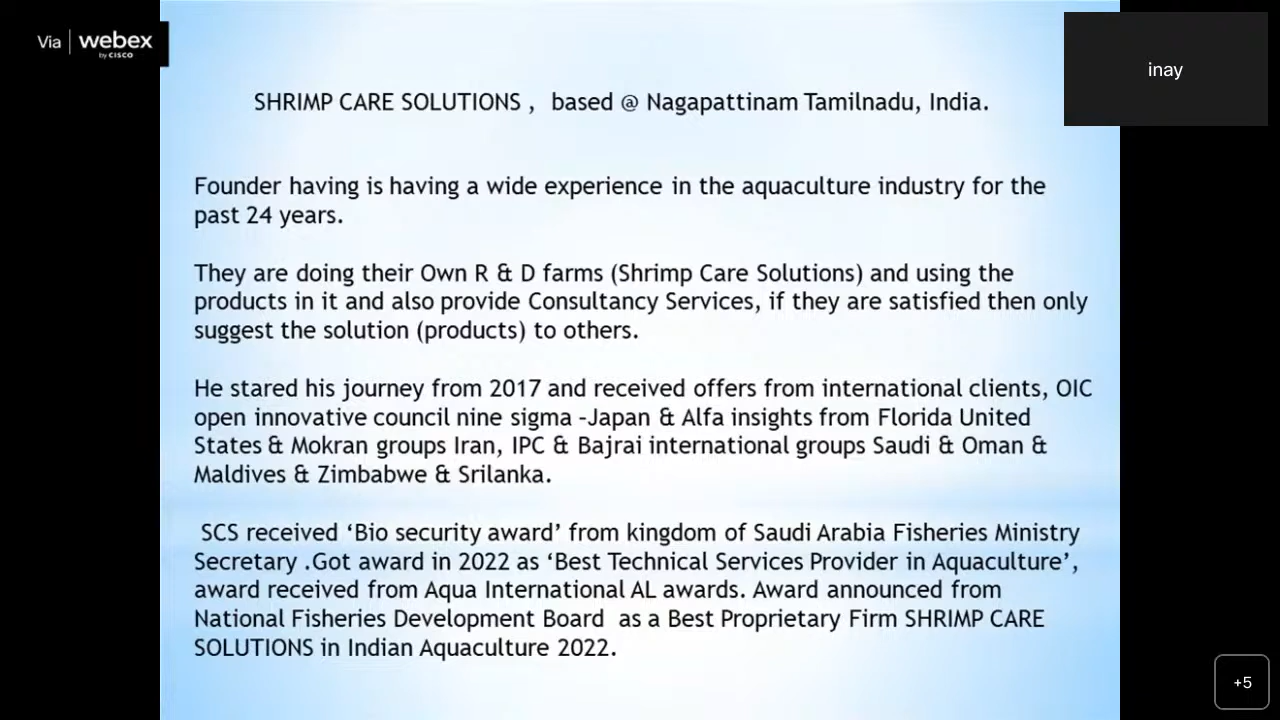 Via webex
by CISCO
inay
SHRIMP CARE SOLUTIONS , based @ Nagapattinam Tamilnadu, India.
Founder having is having a wide experience in the aquaculture industry for the
past 24 years.
They are doing their Own R & D farms (Shrimp Care Solutions) and using the
products in it and also provide Consultancy Services, if they are satisfied then only
suggest the solution (products) to others.
He stared his journey from 2017 and received offers from international clients, OIC
open innovative council nine sigma -Japan & Alfa insights from Florida United
States & Mokran groups Iran, IPC & Bajrai international groups Saudi & Oman &
Maldives & Zimbabwe & Srilanka.
SCS received ‘Bio security award’ from kingdom of Saudi Arabia Fisheries Ministry
Secretary .Got award in 2022 as ‘Best Technical Services Provider in Aquaculture’,
award received from Aqua International AL awards. Award announced from
National Fisheries Development Board as a Best Proprietary Firm SHRIMP CARE
SOLUTIONS in Indian Aquaculture 2022.
+5